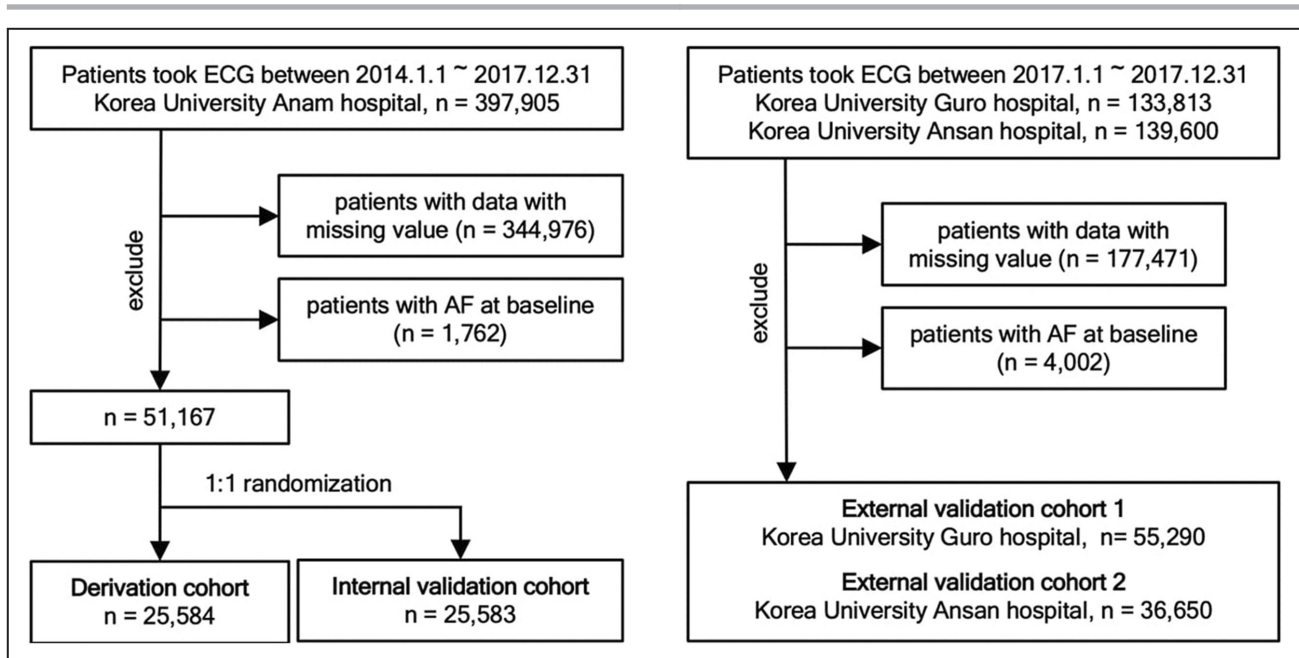 Patients took ECG between 2014.1.1 ~ 2017.12.31
Korea University Anam hospital, n = 397,905
exclude
patients with data with
missing value (n = 344,976)
patients with AF at baseline
(n = 1,762)
n = 51,167
1:1 randomization
Derivation cohort
n = 25,584
Internal validation cohort
n = 25,583
Patients took ECG between 2017.1.1 ~ 2017.12.31
Korea University Guro hospital, n = 133,813
Korea University Ansan hospital, n = 139,600
exclude
patients with data with
missing value (n = 177,471)
patients with AF at baseline
(n = 4,002)
External validation cohort 1
Korea University Guro hospital, n= 55,290
External validation cohort 2
Korea University Ansan hospital, n = 36,650